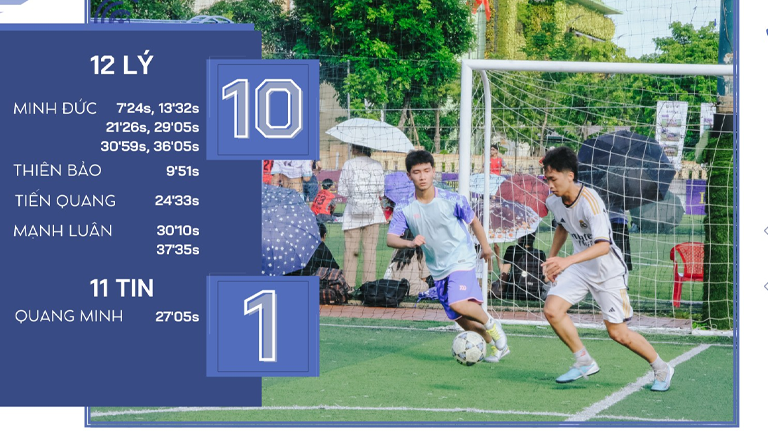 12 LÝ
10
MINH ĐỨC 7'24s, 13'32s
21'26s, 29'05s
30'59s, 36'05s
THIÊN BẢO 9'51s
TIẾN QUANG 24'33s
MẠNH LUÂN 30'10s
37'35s
11 TIN
1
QUANG MINH 27'05s